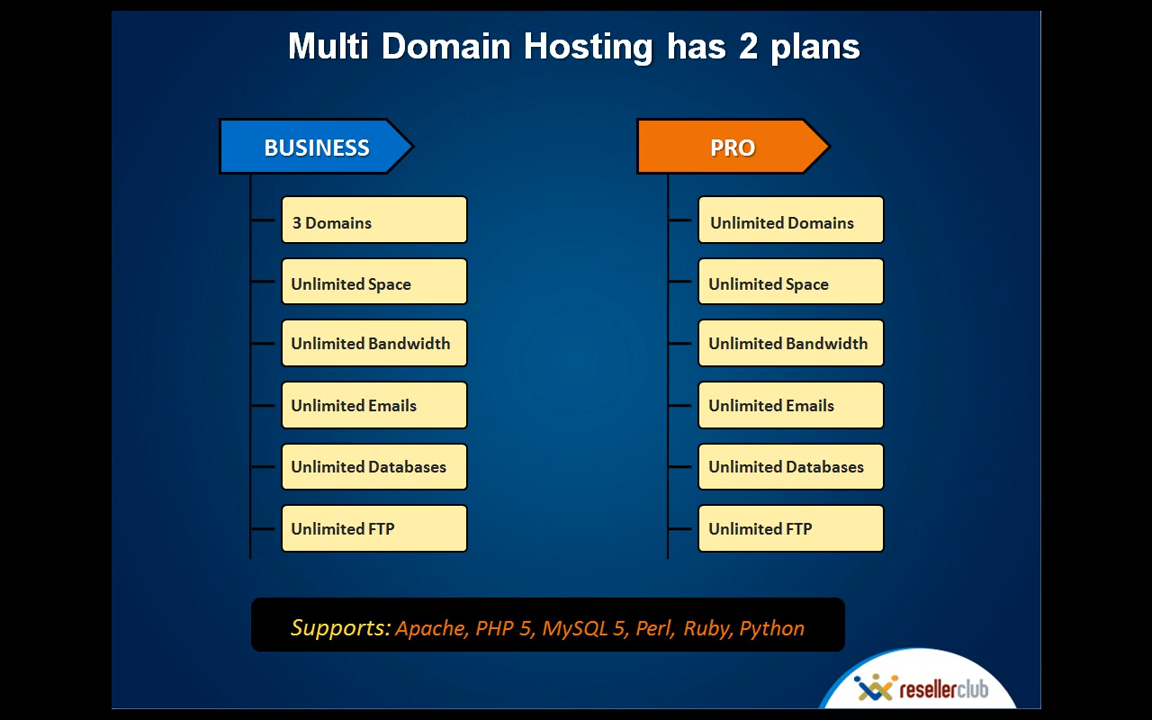 Multi Domain Hosting has 2 plans
BUSINESS
3 Domains
Unlimited Space
Unlimited Bandwidth
Unlimited Emails
Unlimited Databases
Unlimited FTP
PRO
Unlimited Domains
Unlimited Space
Unlimited Bandwidth
Unlimited Emails
Unlimited Databases
Unlimited FTP
Supports: Apache, PHP 5, MySQL 5, Perl, Ruby, Python
resellerclub